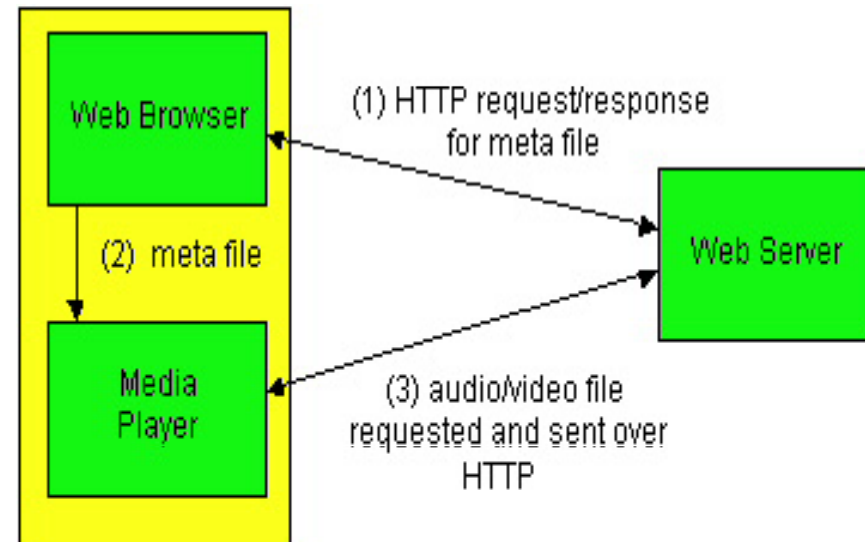 Web Browser
(1) HTTP request/response
for meta file
Web Server
(2) meta file
Media
Player
(3) audio/video file
requested and sent over
HTTP